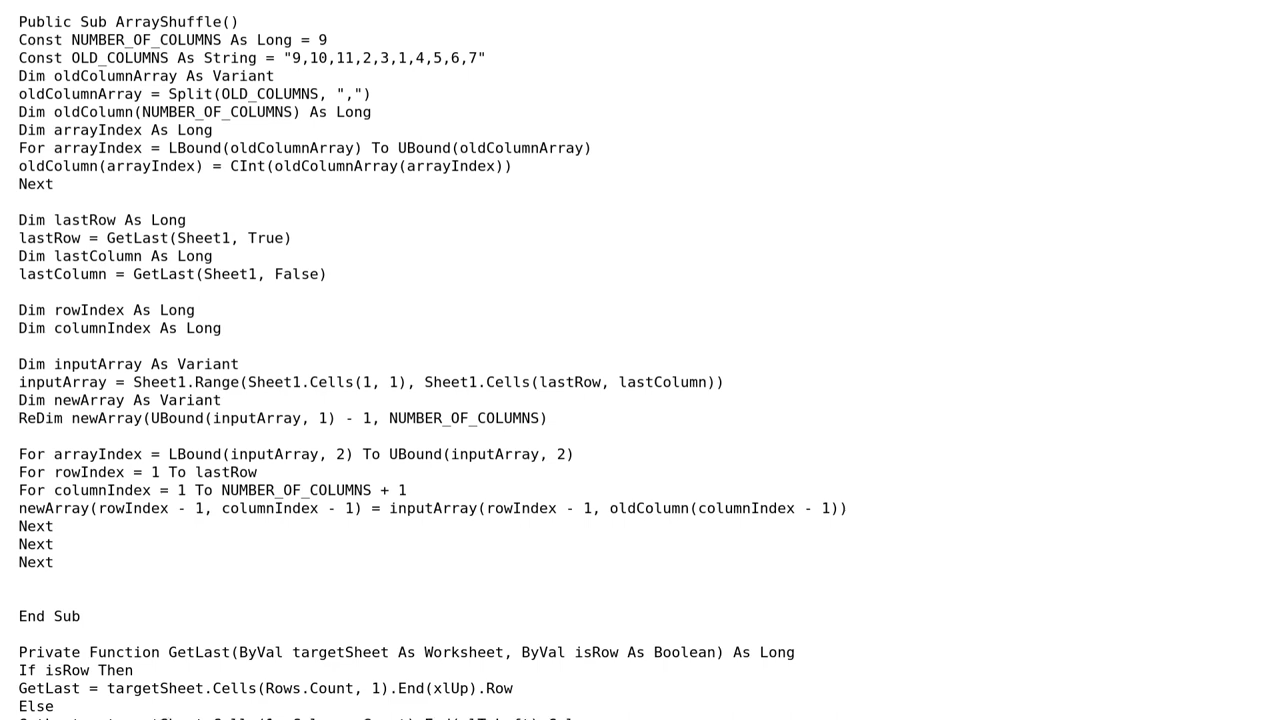 Public Sub ArrayShuffle()
Const NUMBER_OF_COLUMNS As Long = 9
Const OLD_COLUMNS As String = "9,10,11,2,3,1,4,5,6,7"
Dim oldColumnArray As Variant
oldColumnArray = Split(OLD_COLUMNS, ",")
Dim oldColumn(NUMBER_OF_COLUMNS) As Long
Dim arrayIndex As Long
For arrayIndex = LBound(oldColumnArray) To UBound(oldColumnArray)
oldColumn(arrayIndex) = CInt(oldColumnArray(arrayIndex))
Next
Dim lastRow As Long
lastRow = GetLast(Sheet1, True)
Dim lastColumn As Long
lastColumn = GetLast(Sheet1, False)
Dim rowIndex As Long
Dim columnIndex As Long
Dim inputArray As Variant
inputArray = Sheet1.Range(Sheet1.Cells(1, 1), Sheet1.Cells(lastRow, lastColumn))
Dim newArray As Variant
ReDim newArray(UBound(inputArray, 1) - 1, NUMBER_OF_COLUMNS)
For arrayIndex = LBound(inputArray, 2) To UBound(inputArray, 2)
For rowIndex = 1 To lastRow
For columnIndex = 1 To NUMBER_OF_COLUMNS + 1
newArray(rowIndex - 1, columnIndex - 1) = inputArray(rowIndex - 1, oldColumn(columnIndex - 1))
Next
Next
Next
End Sub
Private Function GetLast(ByVal targetSheet As Worksheet, ByVal isRow As Boolean) As Long
If isRow Then
GetLast = targetSheet.Cells(Rows.Count, 1).End(xlUp).Row
Else